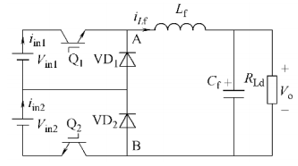 i_in1
V_in1
Q_1
A
VD_1
i_Lf
L_f
C_f
+
R_Ld
+
V_o
−
i_in2
V_in2
Q_2
VD_2
B